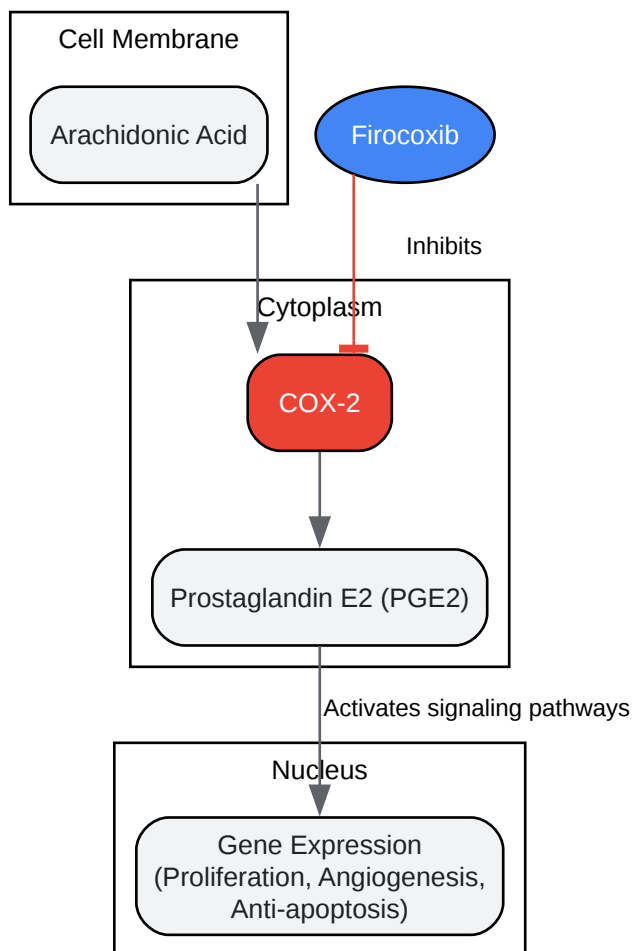 Cell Membrane
Arachidonic Acid
Firocoxib
Inhibits
Cytoplasm
COX-2
Prostaglandin E2 (PGE2)
Activates signaling pathways
Nucleus
Gene Expression
(Proliferation, Angiogenesis,
Anti-apoptosis)